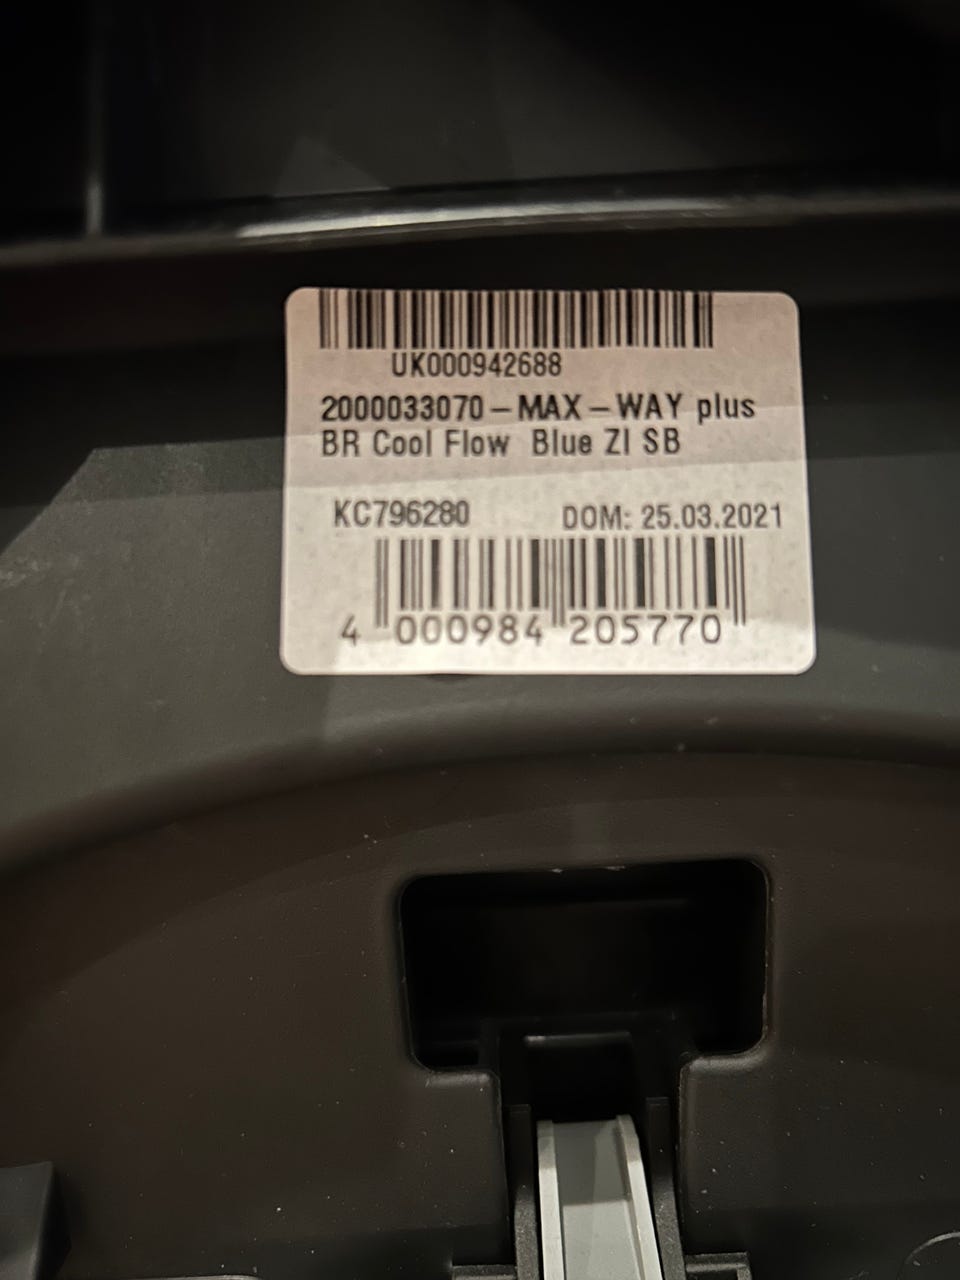 UK000942688
2000033070-MAX-WAY plus
BR Cool Flow Blue ZI SB
KC796280 DOM: 25.03.2021
4 000984 205770